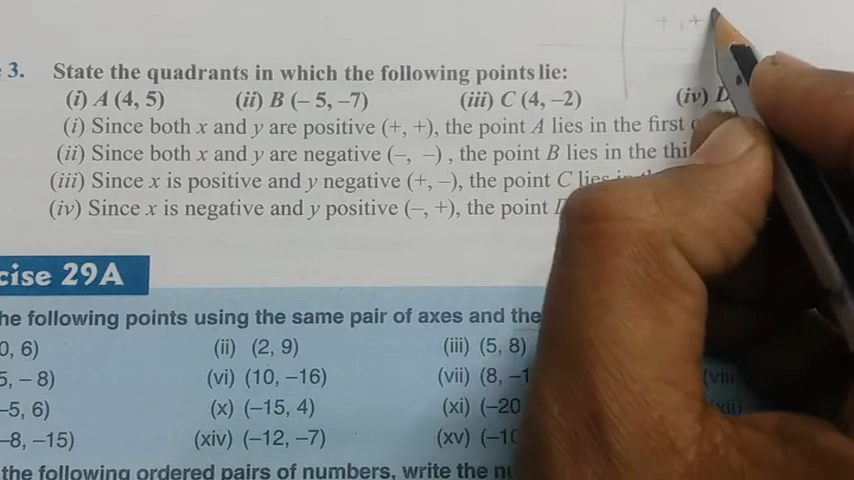 + , +
3. State the quadrants in which the following points lie:
(i) A (4, 5) (ii) B (– 5, –7) (iii) C (4, –2) (iv) D
(i) Since both x and y are positive (+, +), the point A lies in the first
(ii) Since both x and y are negative (–, –) , the point B lies in the thi
(iii) Since x is positive and y negative (+, –), the point C lies
(iv) Since x is negative and y positive (–, +), the point D
cise 29A
he following points using the same pair of axes and the
0, 6) (ii) (2, 9) (iii) (5, 8)
5, – 8) (vi) (10, –16) (vii) (8, –1 (viii)
–5, 6) (x) (–15, 4) (xi) (–20 (xii)
–8, –15) (xiv) (–12, –7) (xv) (–10
the following ordered pairs of numbers, write the nu